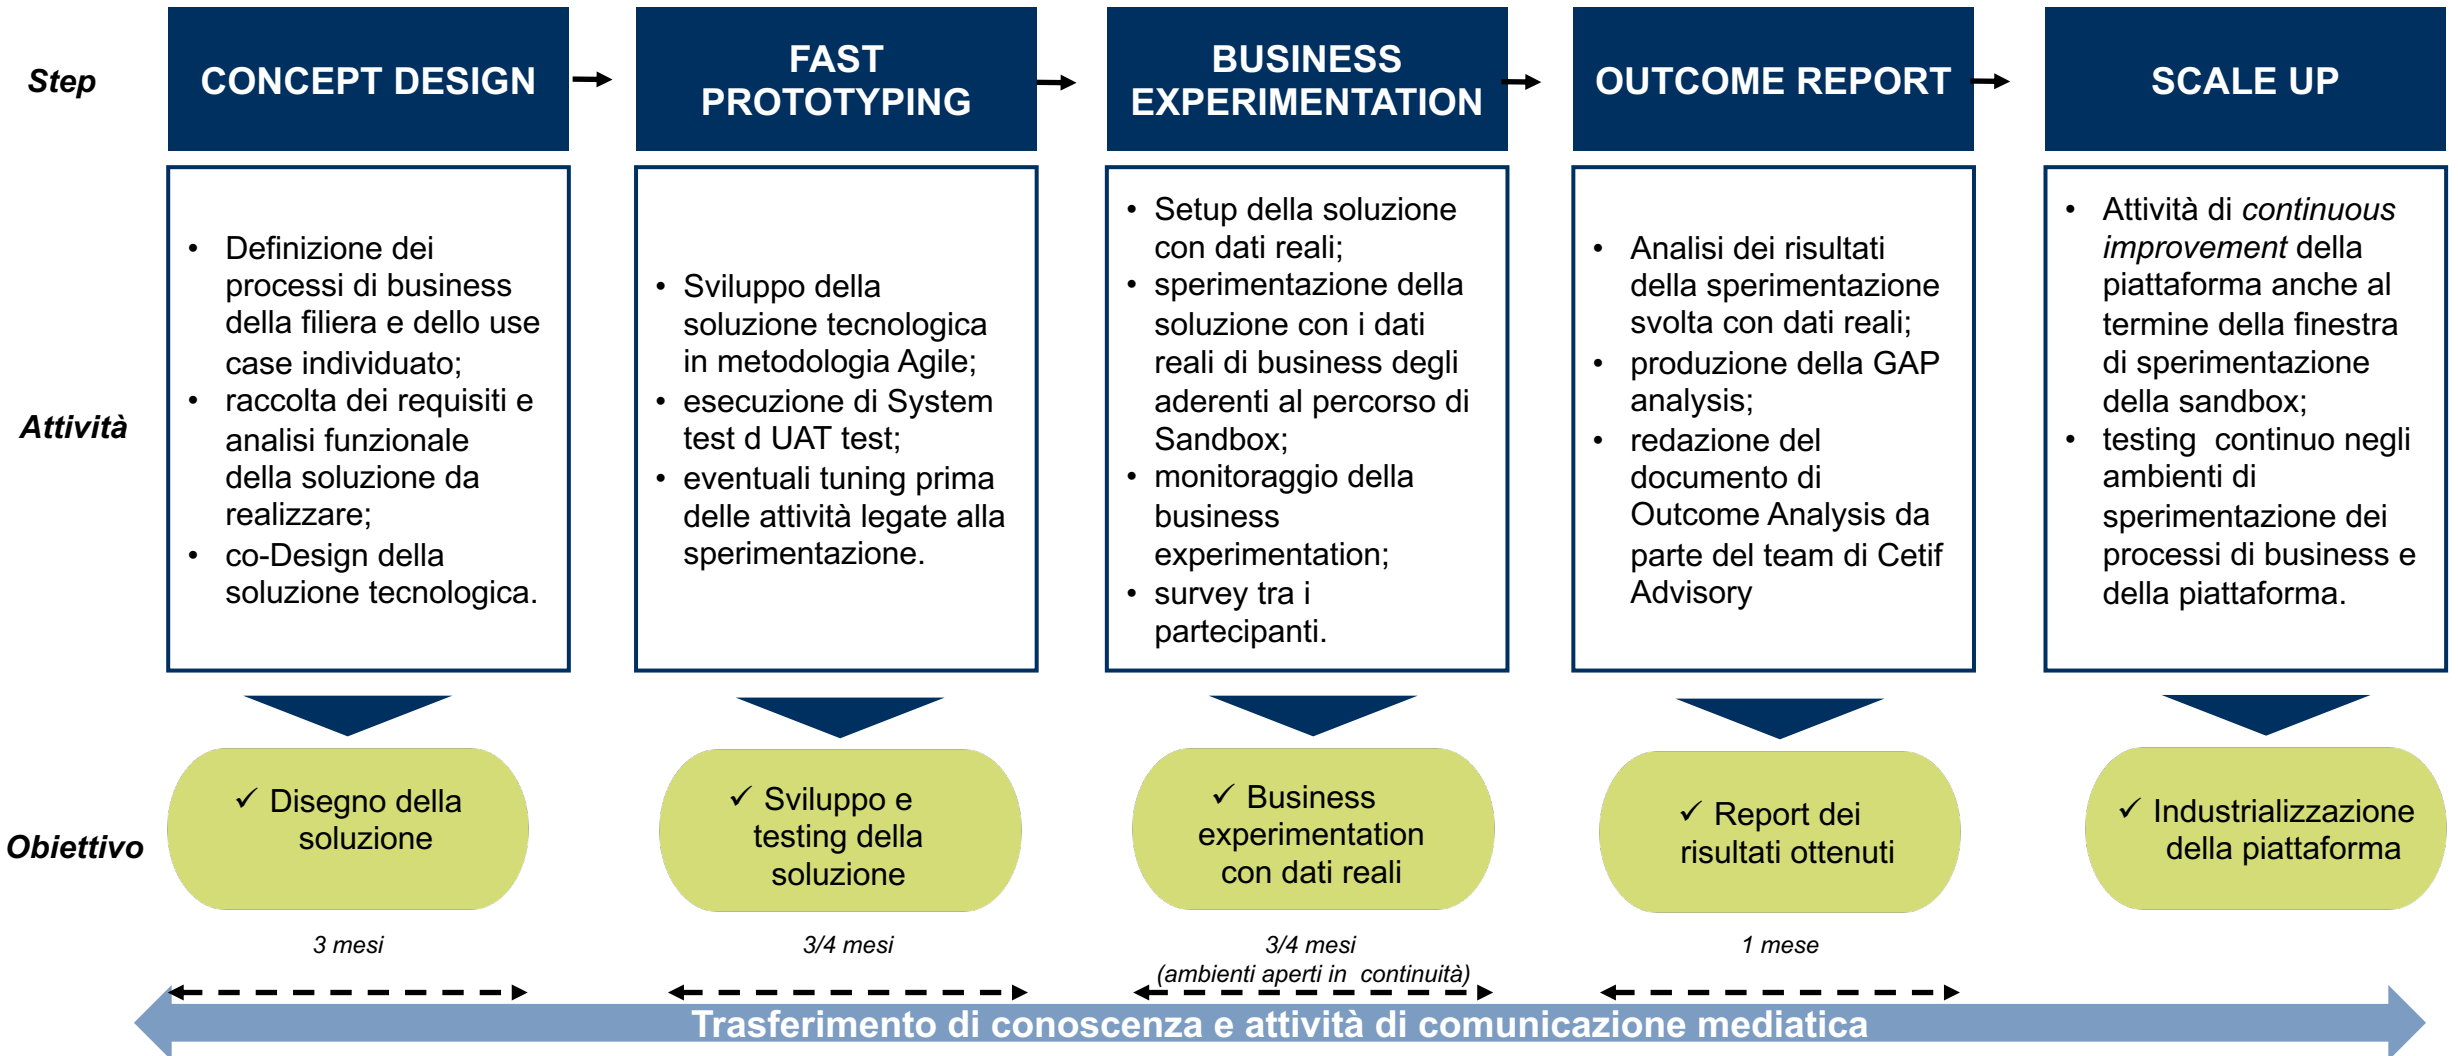 Step
CONCEPT DESIGN
FAST
PROTOTYPING
BUSINESS
EXPERIMENTATION
OUTCOME REPORT
SCALE UP
Attività
• Definizione dei
processi di business
della filiera e dello use
case individuato;
• raccolta dei requisiti e
analisi funzionale
della soluzione da
realizzare;
• co-Design della
soluzione tecnologica.
• Sviluppo della
soluzione tecnologica
in metodologia Agile;
• esecuzione di System
test d UAT test;
• eventuali tuning prima
delle attività legate alla
sperimentazione.
• Setup della soluzione
con dati reali;
• sperimentazione della
soluzione con i dati
reali di business degli
aderenti al percorso di
Sandbox;
• monitoraggio della
business
experimentation;
• survey tra i
partecipanti.
• Analisi dei risultati
della sperimentazione
svolta con dati reali;
• produzione della GAP
analysis;
• redazione del
documento di
Outcome Analysis da
parte del team di Cetif
Advisory
• Attività di continuous
improvement della
piattaforma anche al
termine della finestra
di sperimentazione
della sandbox;
• testing  continuo negli
ambienti di
sperimentazione dei
processi di business e
della piattaforma.
Obiettivo
✓ Disegno della
soluzione
✓ Sviluppo e
testing della
soluzione
✓ Business
experimentation
con dati reali
✓ Report dei
risultati ottenuti
✓ Industrializzazione
della piattaforma
3 mesi
3/4 mesi
3/4 mesi
(ambienti aperti in  continuità)
1 mese
Trasferimento di conoscenza e attività di comunicazione mediatica